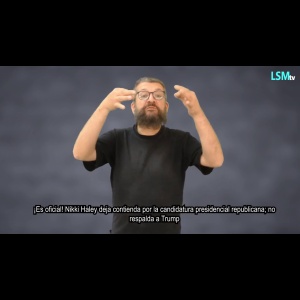 LSMtv
¡Es oficial! Nikki Haley deja contienda por la candidatura presidencial republicana; no
respalda a Trump